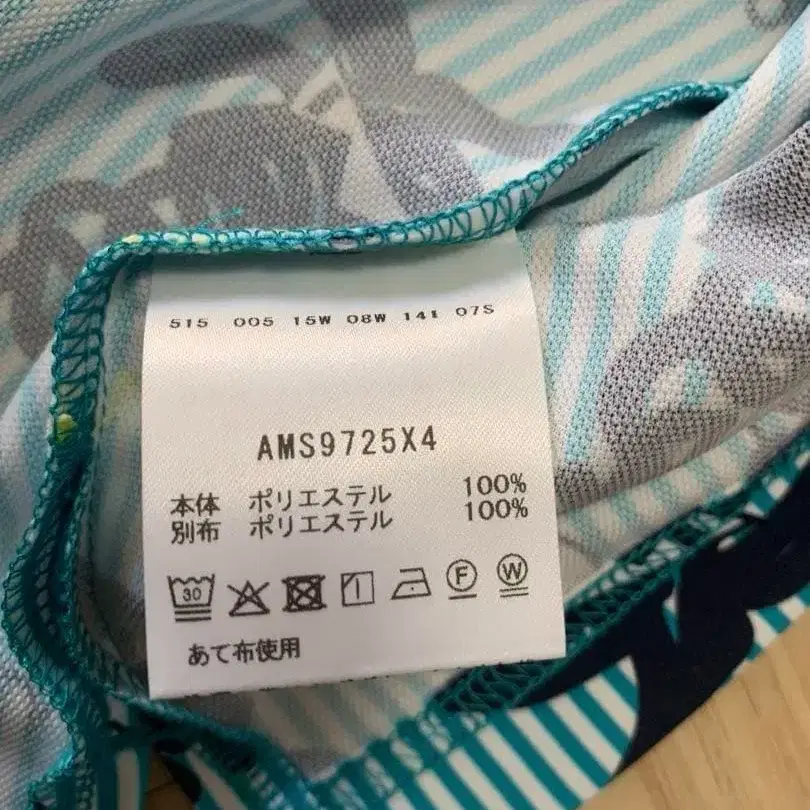 515 005 15W 08W 14L 07S
AMS9725X4
本体 ポリエステル 100%
別布 ポリエステル 100%
30 F W
あて布使用